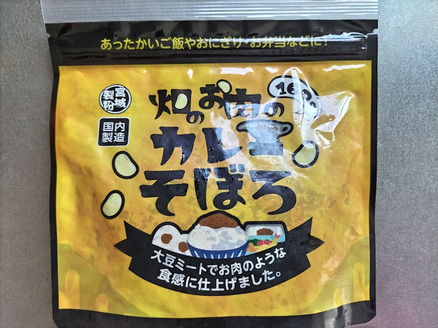 あったかいご飯やおにぎり・お弁当などに!
宮城
製粉
国内
製造
畑のお肉の
カレー
そぼろ
大豆ミートでお肉のような
食感に仕上げました。